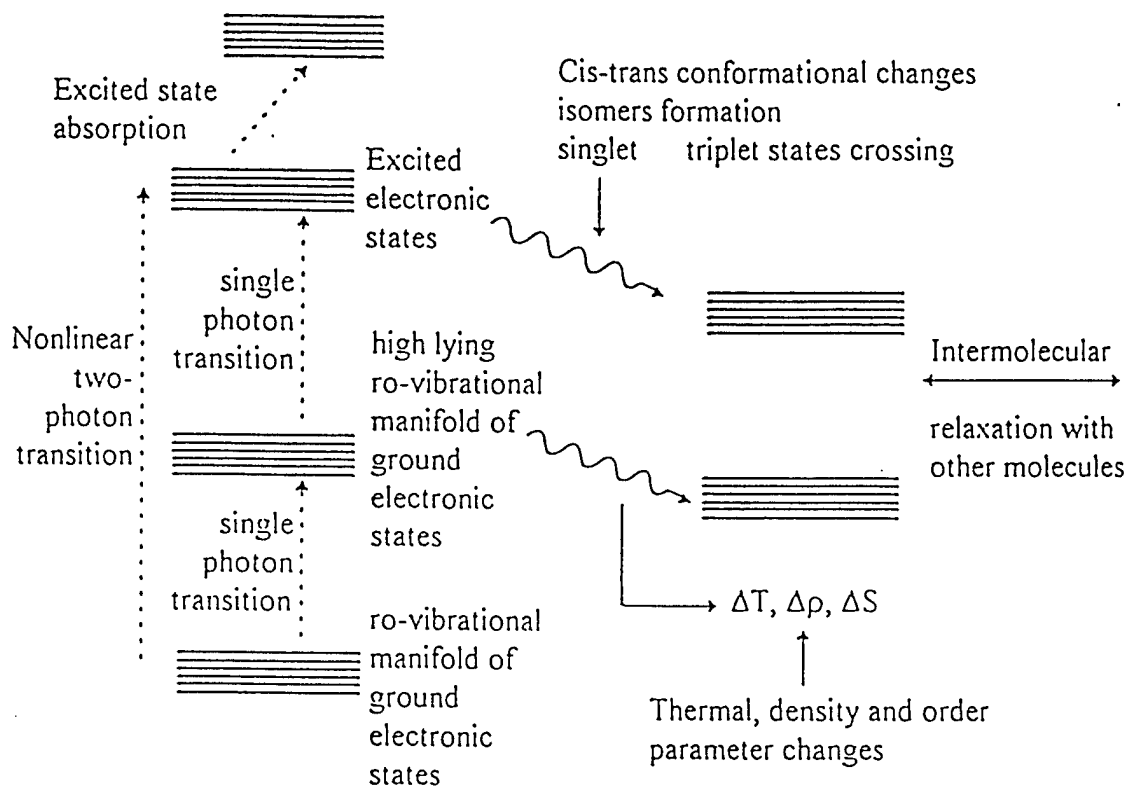 Excited state
absorption
Cis-trans conformational changes
isomers formation
singlet triplet states crossing
Excited
electronic
states
single
photon
transition
Nonlinear
two-
photon
transition
high lying
ro-vibrational
manifold of
ground
electronic
states
Intermolecular
relaxation with
other molecules
single
photon
transition
ΔT, Δρ, ΔS
ro-vibrational
manifold of
ground
electronic
states
Thermal, density and order
parameter changes